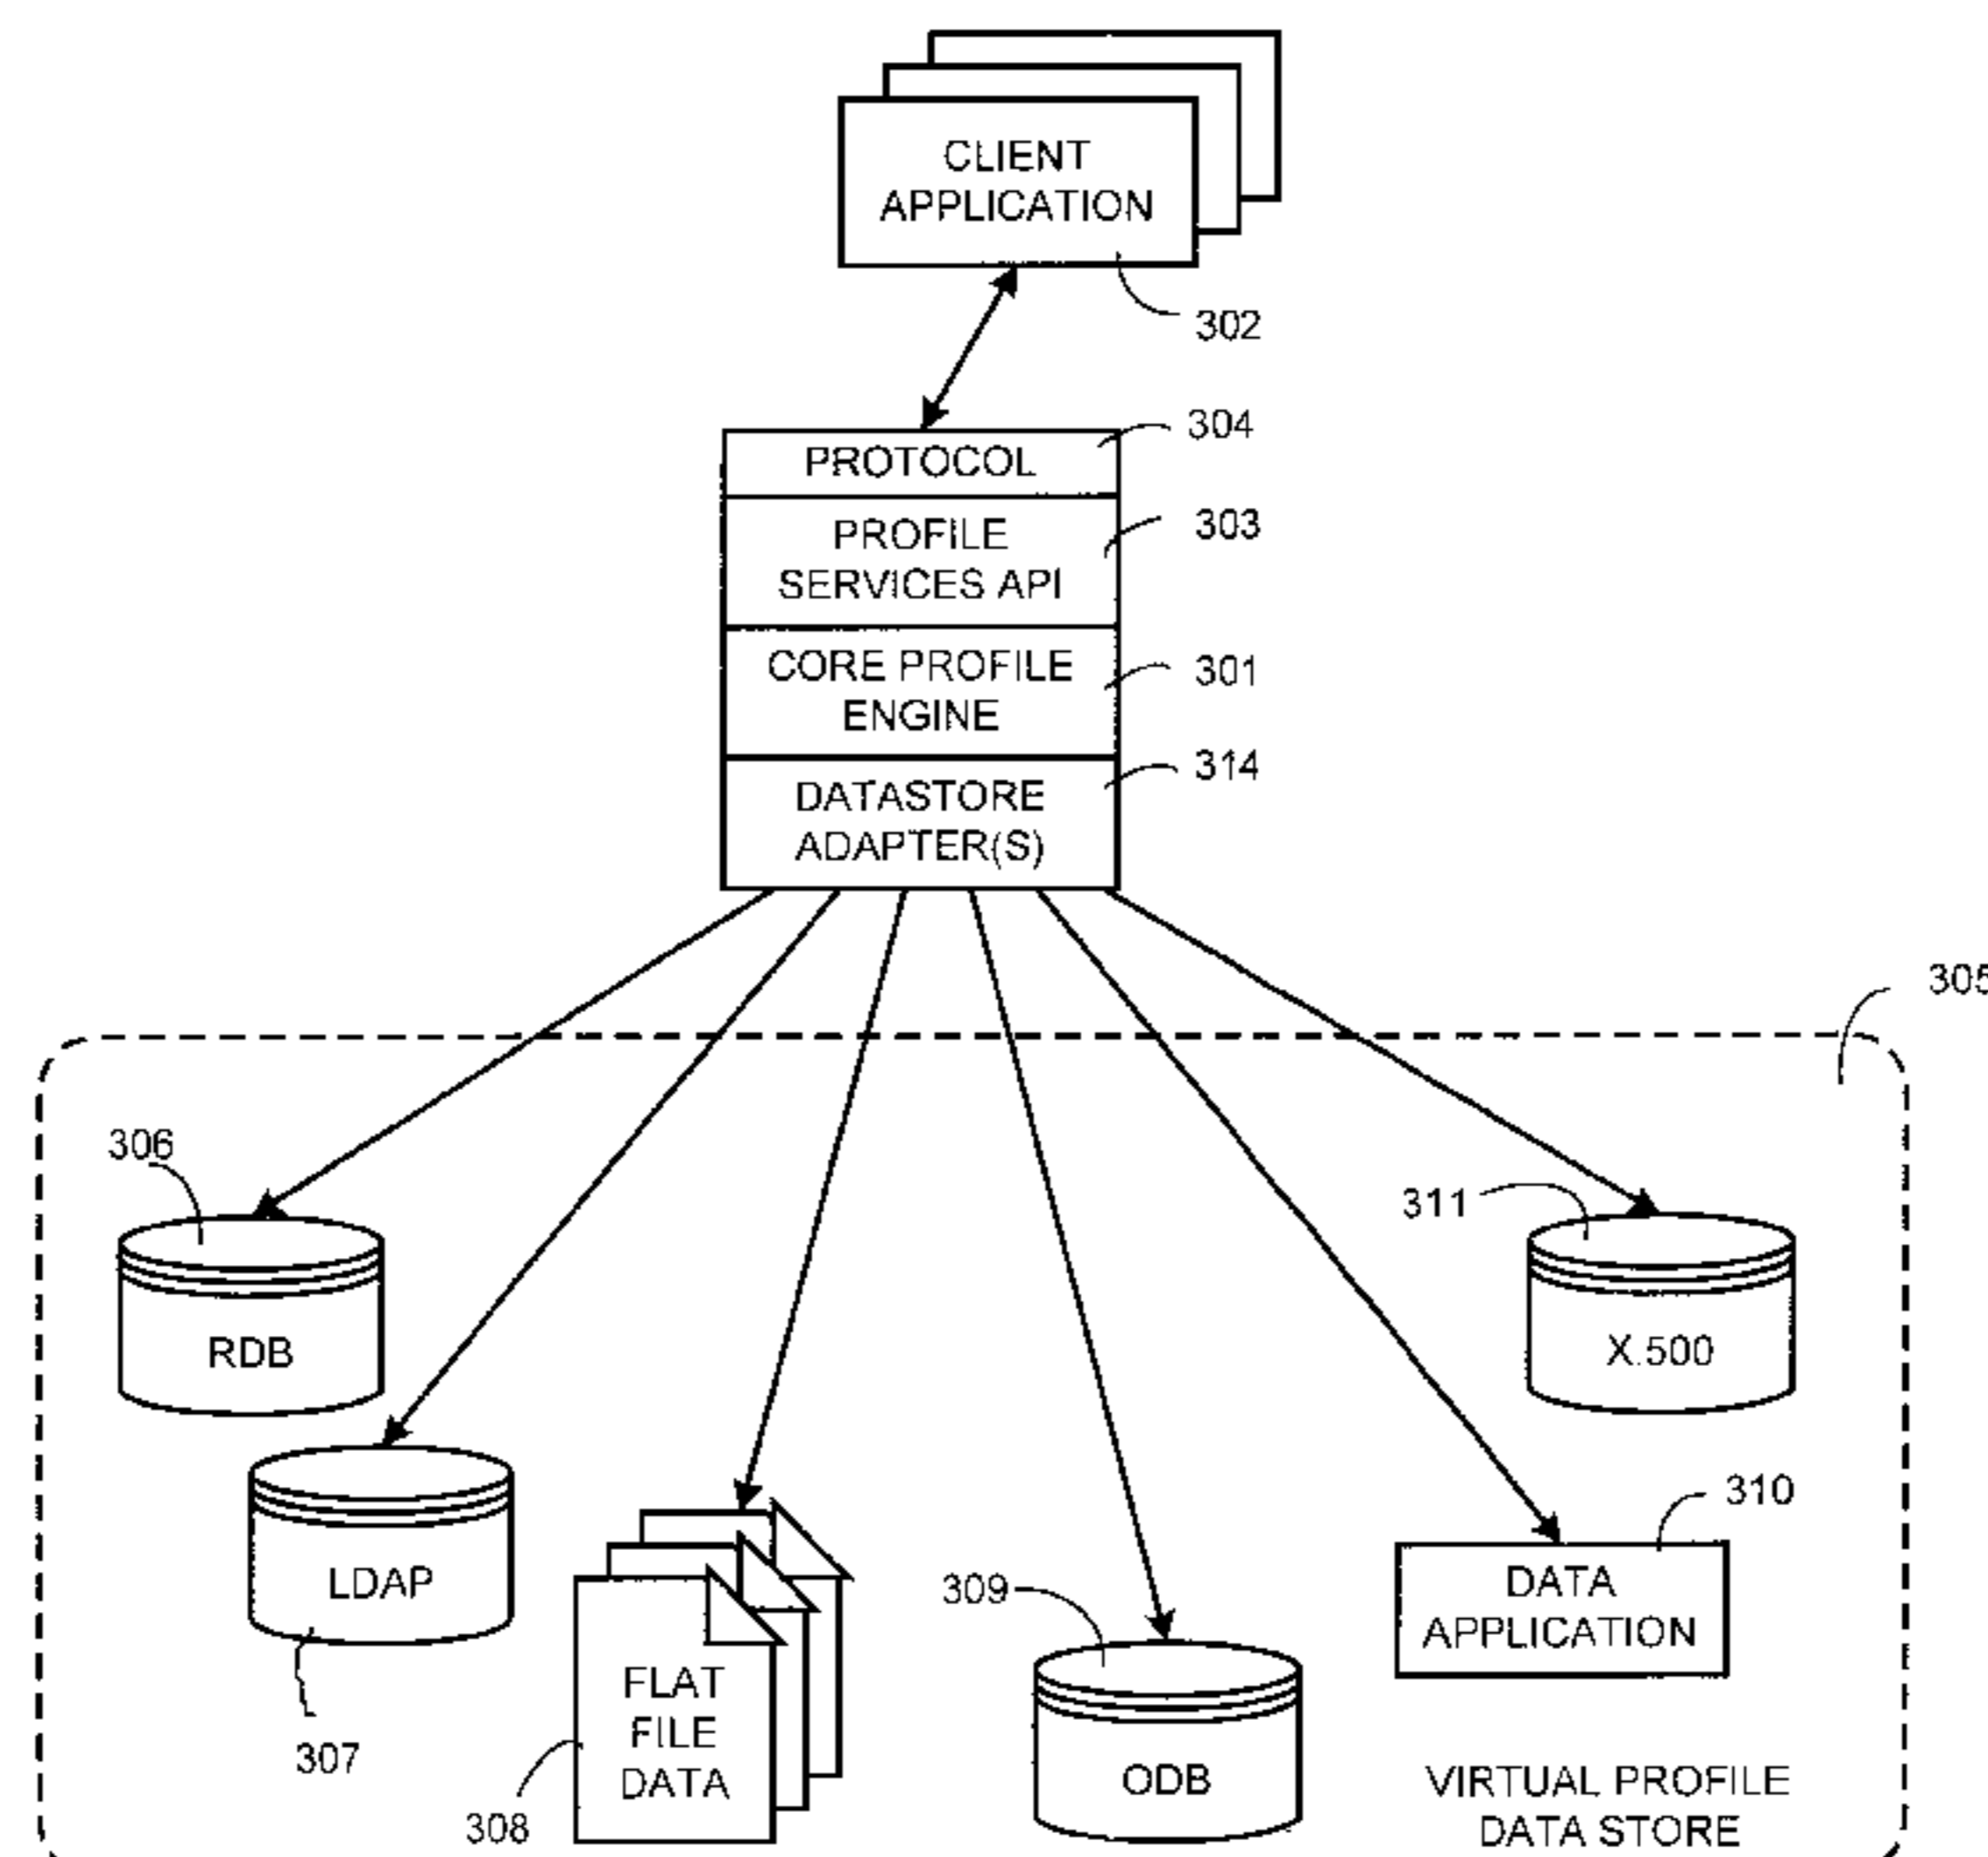 CLIENT
APPLICATION
302
304
PROTOCOL
303
PROFILE
SERVICES API
301
CORE PROFILE
ENGINE
314
DATASTORE
ADAPTER(S)
305
306
RDB
311
X.500
LDAP
307
FLAT
FILE
DATA
308
309
ODB
310
DATA
APPLICATION
VIRTUAL PROFILE
DATA STORE